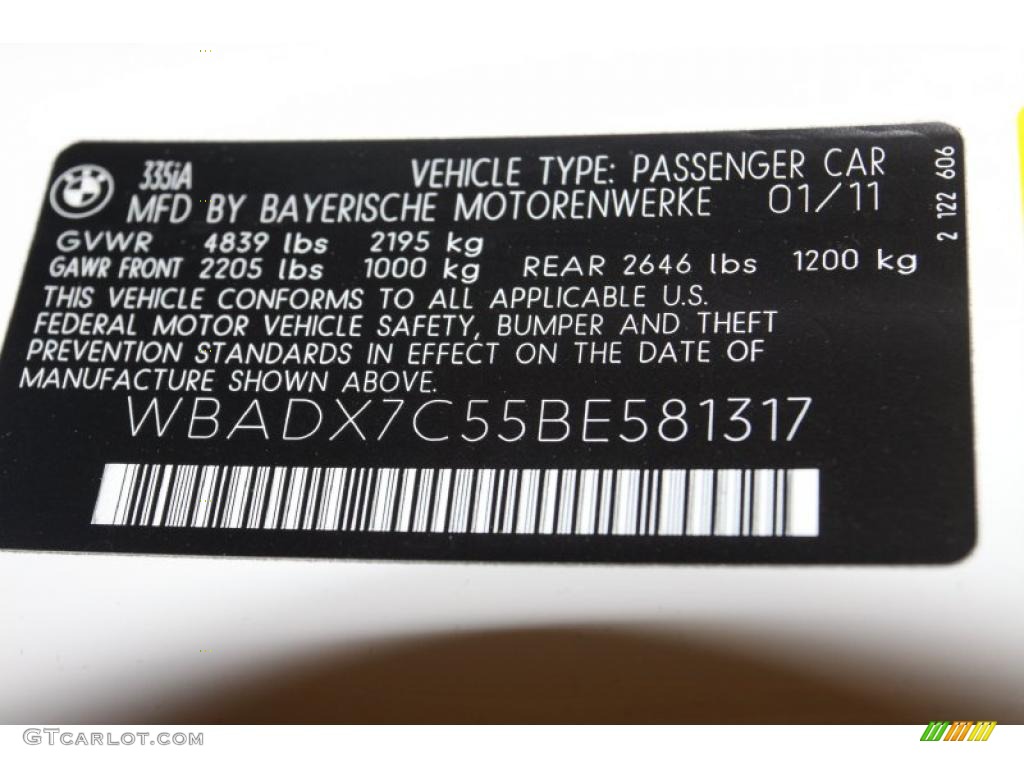 335iA VEHICLE TYPE: PASSENGER CAR
MFD BY BAYERISCHE MOTORENWERKE 01/11
GVWR 4839 lbs 2195 kg
GAWR FRONT 2205 lbs 1000 kg REAR 2646 lbs 1200 kg
THIS VEHICLE CONFORMS TO ALL APPLICABLE U.S.
FEDERAL MOTOR VEHICLE SAFETY, BUMPER AND THEFT
PREVENTION STANDARDS IN EFFECT ON THE DATE OF
MANUFACTURE SHOWN ABOVE.
WBADX7C55BE581317
2 122 606
GTCARLOT.COM